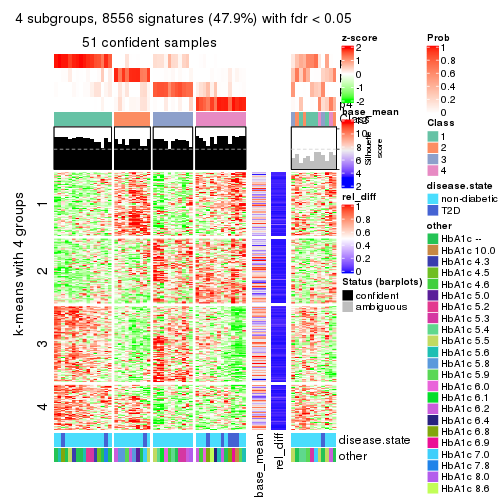 4 subgroups, 8556 signatures (47.9%) with fdr < 0.05
51 confident samples
k-means with 4 groups
1
2
3
4
base_mean
rel_diff
disease.state
other
Silhouette
score
z-score
2
1
0
-1
-2
base_mean
12
10
8
6
4
2
rel_diff
1
0.8
0.6
0.4
0.2
0
Status (barplots)
confident
ambiguous
Prob
1
0.8
0.6
0.4
0.2
0
Class
1
2
3
4
disease.state
non-diabetic
T2D
other
HbA1c --
HbA1c 10.0
HbA1c 4.3
HbA1c 4.5
HbA1c 4.6
HbA1c 5.0
HbA1c 5.2
HbA1c 5.3
HbA1c 5.4
HbA1c 5.5
HbA1c 5.6
HbA1c 5.8
HbA1c 5.9
HbA1c 6.0
HbA1c 6.1
HbA1c 6.2
HbA1c 6.4
HbA1c 6.8
HbA1c 6.9
HbA1c 7.0
HbA1c 7.8
HbA1c 8.0
HbA1c 8.6